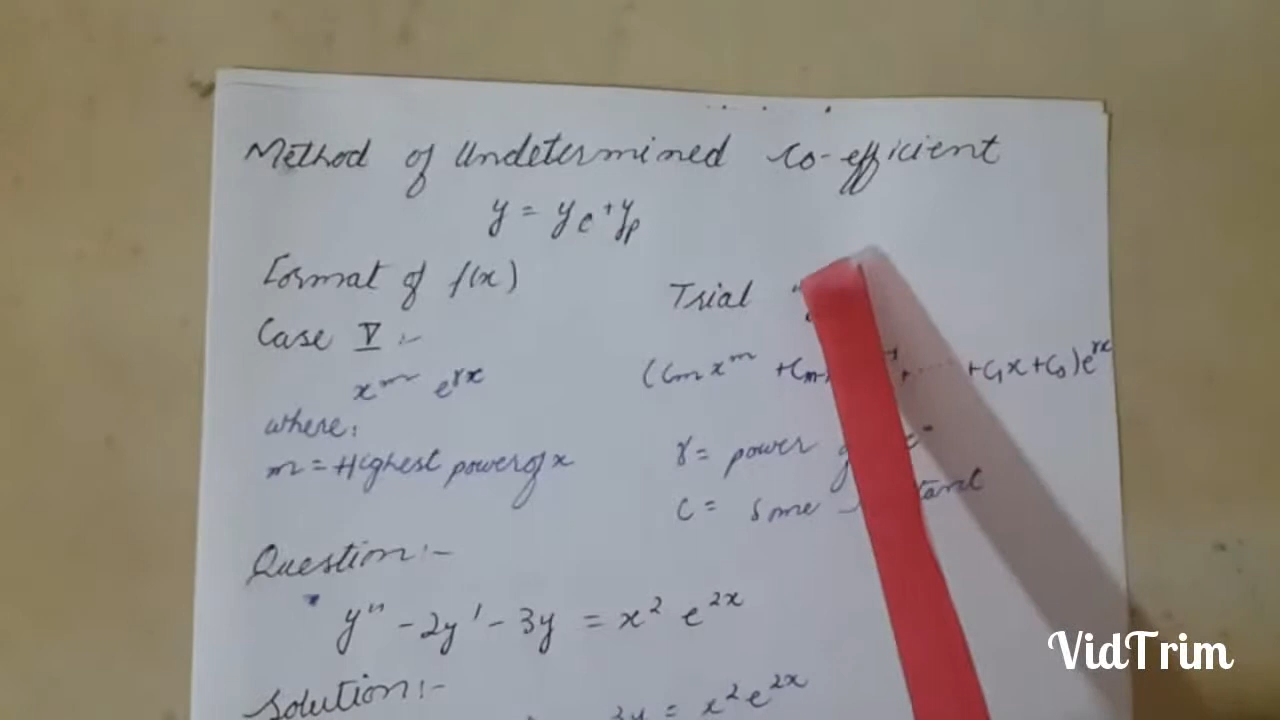 Method of Undetermined Co-efficient
y = yc + yp
Format of f(x) Trial
Case V :-
x^m e^rx (Cm x^m + ..... + C1x + C0) e^rx
where:
m = Highest power of x r = power
C = some
Question :-
y'' - 2y' - 3y = x^2 e^2x
Solution :-
3y = x^2 e^2x
VidTrim